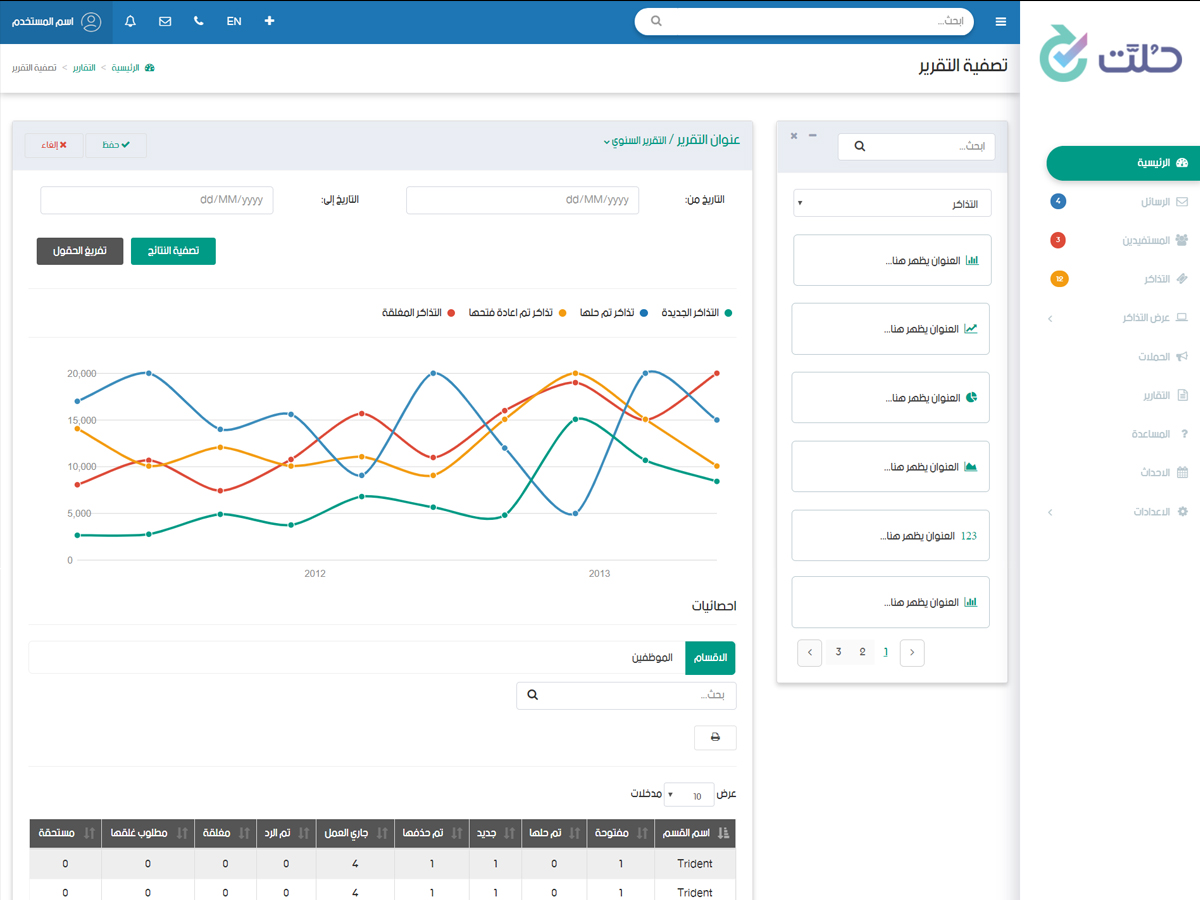 حُلَّت
ابحث...
EN
اسم المستخدم
تصفية التقرير
الرئيسية > التقارير > تصفية التقرير
الرئيسية
الرسائل 4
المستفيدين 3
التذاكر 12
عرض التذاكر
الحملات
التقارير
المساعدة
الاحداث
الاعدادات
ابحث...
التذاكر
العنوان يظهر هنا...
العنوان يظهر هنا...
العنوان يظهر هنا...
العنوان يظهر هنا...
123 العنوان يظهر هنا...
العنوان يظهر هنا...
1 2 3
عنوان التقرير / التقرير السنوي
حفظ
إلغاء
التاريخ من: dd/MM/yyyy
التاريخ إلى: dd/MM/yyyy
تصفية النتائج
تفريغ الحقول
التذاكر الجديدة تذاكر تم حلها تذاكر تم اعادة فتحها التذاكر المغلقة
20,000
15,000
10,000
5,000
0
2012 2013
احصائيات
الاقسام الموظفين
بحث...
عرض 10 مدخلات
اسم القسم مفتوحة تم حلها جديد تم حذفها جاري العمل تم الرد مغلقة مطلوب غلقها مستحقة
Trident 1 0 1 1 4 0 0 0 0
Trident 1 0 1 1 4 0 0 0 0